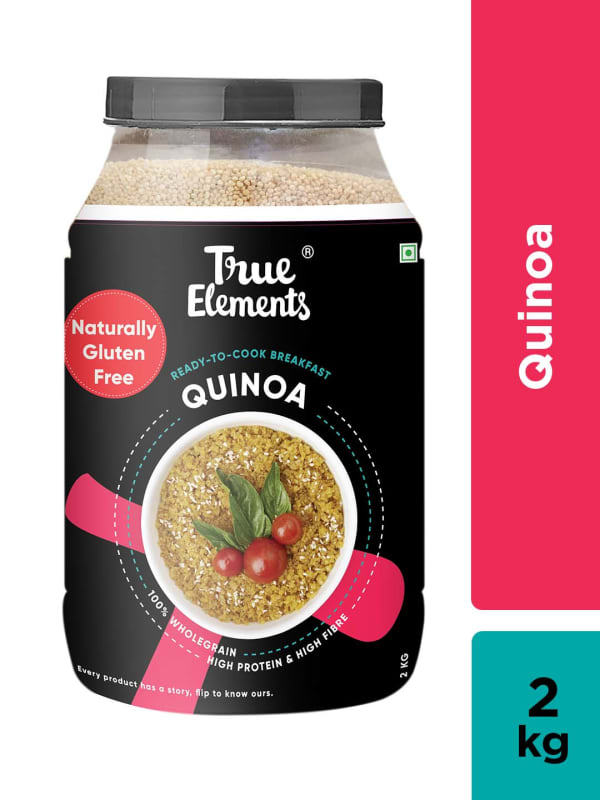 True
Elements
®
Naturally
Gluten
Free
READY-TO-COOK BREAKFAST
QUINOA
100% WHOLEGRAIN
HIGH PROTEIN & HIGH FIBRE
2 KG
Every product has a story, flip to know ours.
Quinoa
2
kg